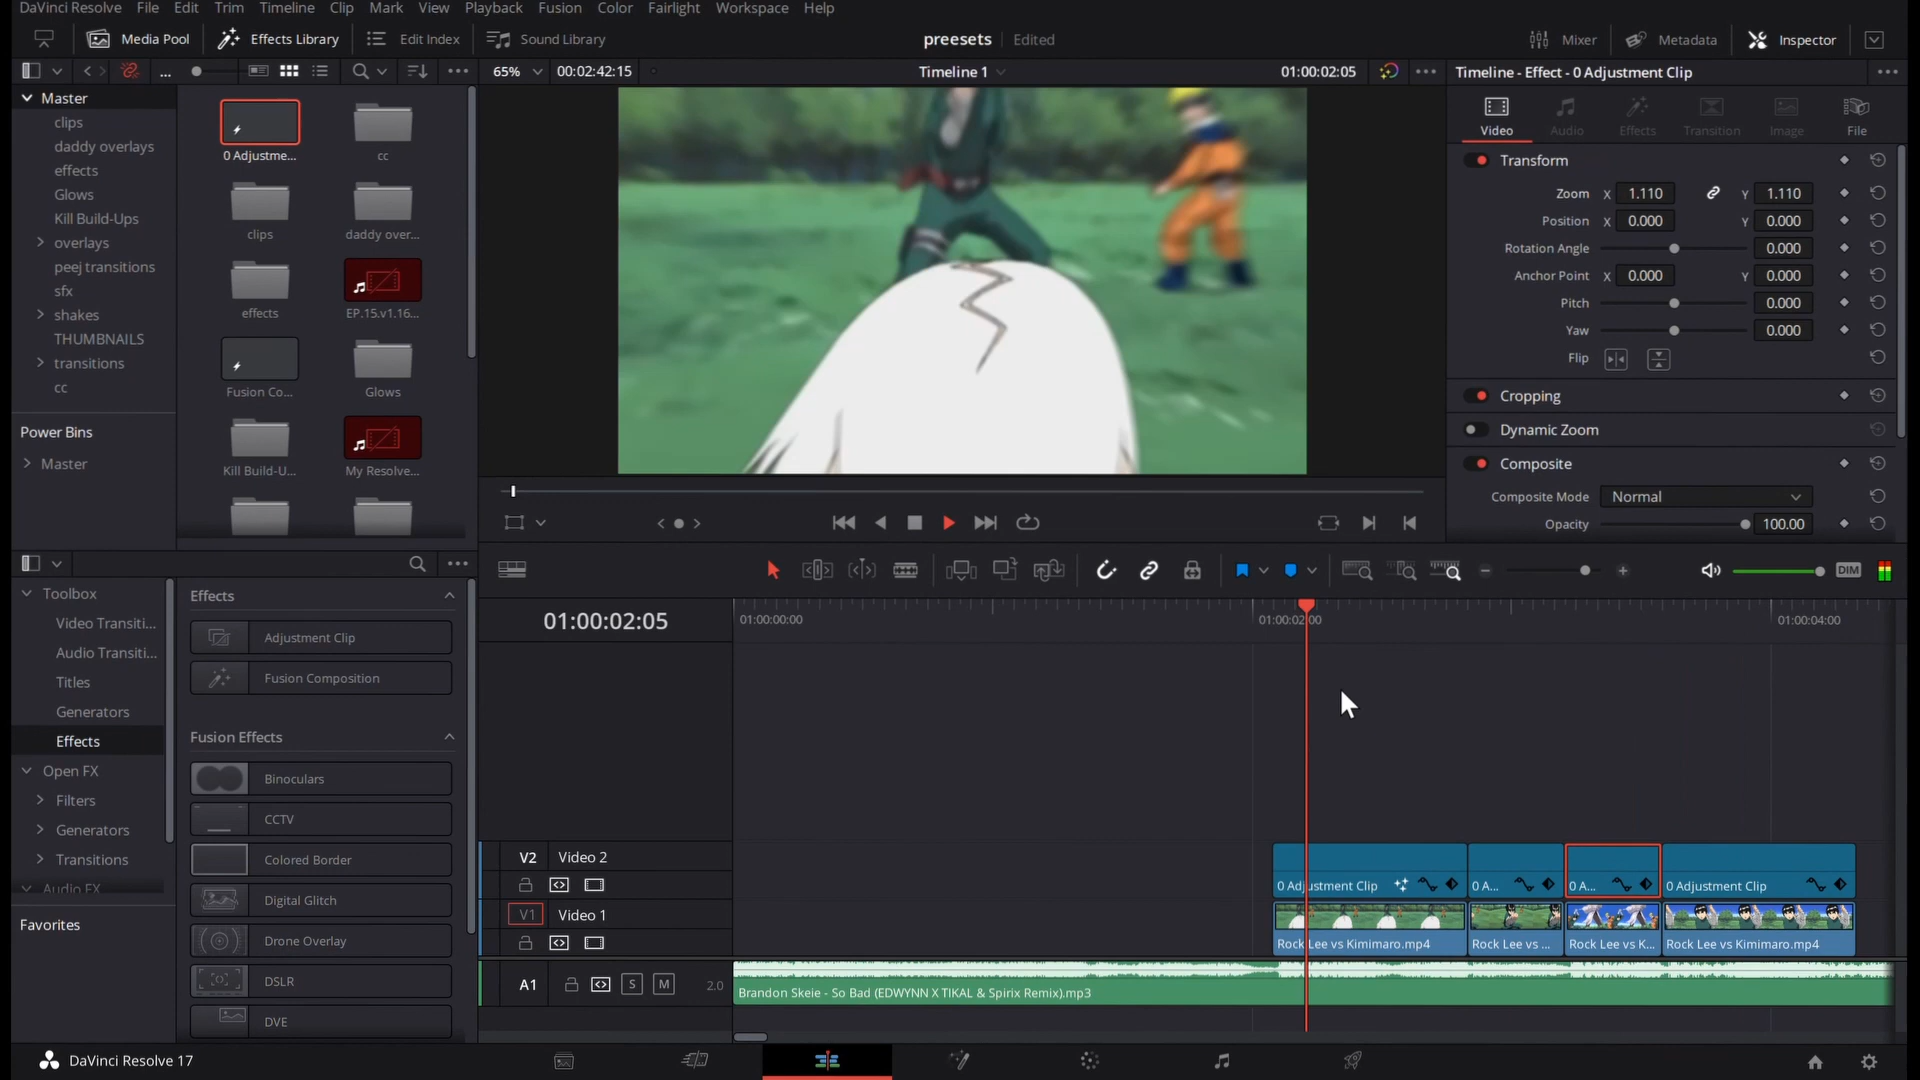 DaVinci Resolve File Edit Trim Timeline Clip Mark View Playback Fusion Color Fairlight Workspace Help
Media Pool Effects Library Edit Index Sound Library preesets Edited Mixer Metadata Inspector
65% 00:02:42:15 Timeline 1 01:00:02:05 Timeline - Effect - 0 Adjustment Clip
Master
clips
daddy overlays
effects
Glows
Kill Build-Ups
overlays
peej transitions
sfx
shakes
THUMBNAILS
transitions
cc
Power Bins
Master
0 Adjustme... cc
clips daddy over...
effects EP.15.v1.16...
Fusion Co... Glows
Kill Build-U... My Resolve...
Video Audio Effects Transition Image File
Transform
Zoom X 1.110 Y 1.110
Position X 0.000 Y 0.000
Rotation Angle 0.000
Anchor Point X 0.000 Y 0.000
Pitch 0.000
Yaw 0.000
Flip
Cropping
Dynamic Zoom
Composite
Composite Mode Normal
Opacity 100.00
DIM
Toolbox
Video Transiti...
Audio Transiti...
Titles
Generators
Effects
Open FX
Filters
Generators
Transitions
Audio FX
Favorites
Effects
Adjustment Clip
Fusion Composition
Fusion Effects
Binoculars
CCTV
Colored Border
Digital Glitch
Drone Overlay
DSLR
DVE
01:00:02:05
01:00:00:00 01:00:02:00 01:00:04:00
V2 Video 2
0 Adjustment Clip 0 A... 0 A... 0 Adjustment Clip
V1 Video 1
Rock Lee vs Kimimaro.mp4 Rock Lee vs ... Rock Lee vs K... Rock Lee vs Kimimaro.mp4
A1 S M 2.0
Brandon Skeie - So Bad (EDWYNN X TIKAL & Spirix Remix).mp3
DaVinci Resolve 17